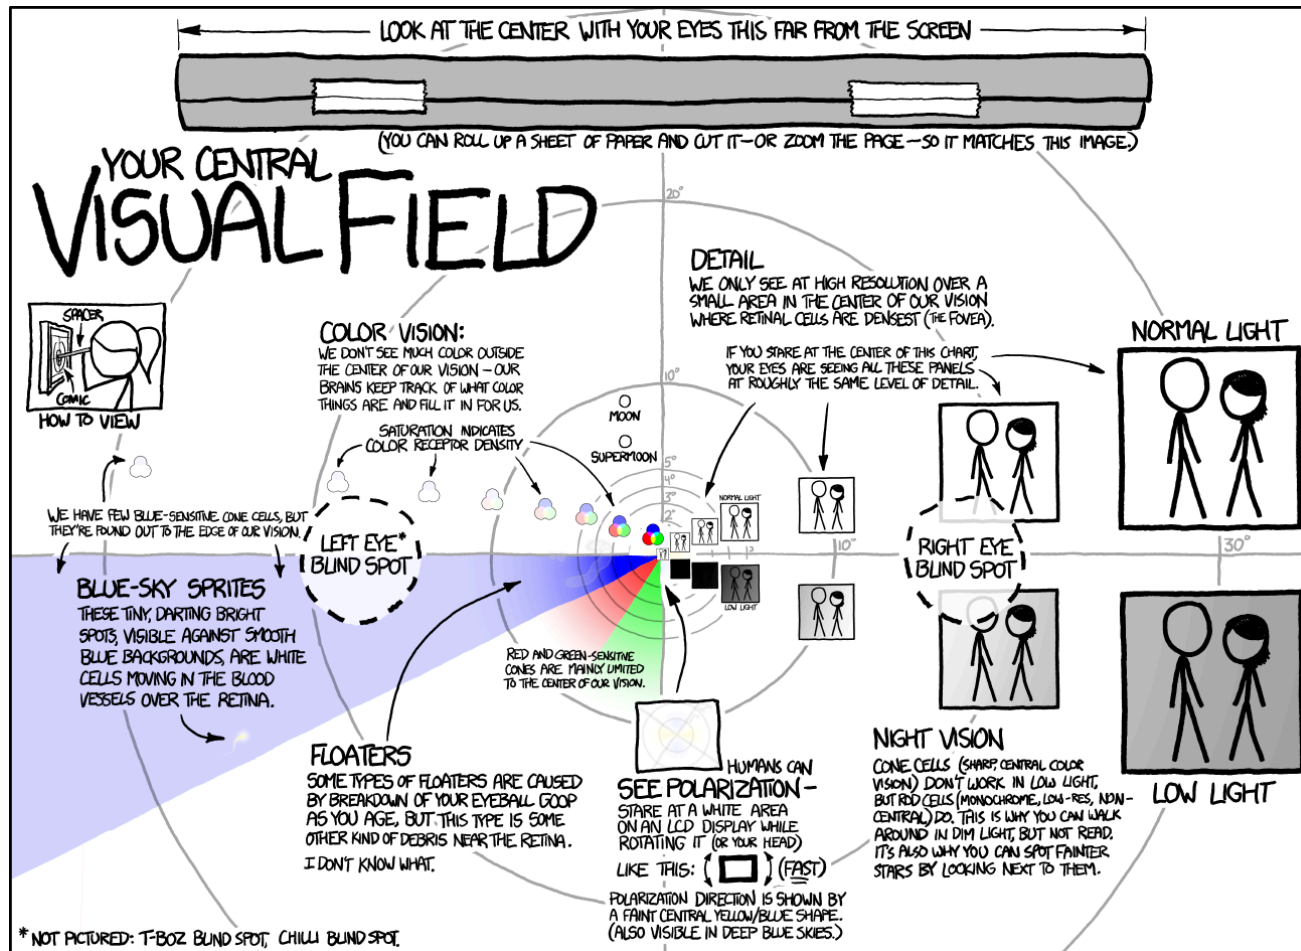 LOOK AT THE CENTER WITH YOUR EYES THIS FAR FROM THE SCREEN
(YOU CAN ROLL UP A SHEET OF PAPER AND CUT IT—OR ZOOM THE PAGE—SO IT MATCHES THIS IMAGE.)
YOUR CENTRAL
VISUAL FIELD
20°
SPACER
COMIC
HOW TO VIEW
COLOR VISION:
WE DON'T SEE MUCH COLOR OUTSIDE
THE CENTER OF OUR VISION – OUR
BRAINS KEEP TRACK OF WHAT COLOR
THINGS ARE AND FILL IT IN FOR US.
SATURATION INDICATES
COLOR RECEPTOR DENSITY
DETAIL
WE ONLY SEE AT HIGH RESOLUTION OVER A
SMALL AREA IN THE CENTER OF OUR VISION
WHERE RETINAL CELLS ARE DENSEST (THE FOVEA).
IF YOU STARE AT THE CENTER OF THIS CHART,
YOUR EYES ARE SEEING ALL THESE PANELS
AT ROUGHLY THE SAME LEVEL OF DETAIL.
NORMAL LIGHT
10°
MOON
SUPERMOON
5°
4°
3°
2°
NORMAL LIGHT
LOW LIGHT
10°
30°
WE HAVE FEW BLUE-SENSITIVE CONE CELLS, BUT
THEY'RE FOUND OUT TO THE EDGE OF OUR VISION.
LEFT EYE*
BLIND SPOT
RIGHT EYE
BLIND SPOT
BLUE-SKY SPRITES
THESE TINY, DARTING BRIGHT
SPOTS, VISIBLE AGAINST SMOOTH
BLUE BACKGROUNDS, ARE WHITE
CELLS MOVING IN THE BLOOD
VESSELS OVER THE RETINA.
RED AND GREEN-SENSITIVE
CONES ARE MAINLY LIMITED
TO THE CENTER OF OUR VISION.
FLOATERS
SOME TYPES OF FLOATERS ARE CAUSED
BY BREAKDOWN OF YOUR EYEBALL GOOP
AS YOU AGE, BUT THIS TYPE IS SOME
OTHER KIND OF DEBRIS NEAR THE RETINA.
I DON'T KNOW WHAT.
HUMANS CAN
SEE POLARIZATION–
STARE AT A WHITE AREA
ON AN LCD DISPLAY WHILE
ROTATING IT (OR YOUR HEAD)
LIKE THIS: (FAST)
POLARIZATION DIRECTION IS SHOWN BY
A FAINT CENTRAL YELLOW/BLUE SHAPE.
(ALSO VISIBLE IN DEEP BLUE SKIES.)
NIGHT VISION
CONE CELLS (SHARP, CENTRAL COLOR
VISION) DON'T WORK IN LOW LIGHT,
BUT ROD CELLS (MONOCHROME, LOW-RES, NON-
CENTRAL) DO. THIS IS WHY YOU CAN WALK
AROUND IN DIM LIGHT, BUT NOT READ.
IT'S ALSO WHY YOU CAN SPOT FAINTER
STARS BY LOOKING NEXT TO THEM.
LOW LIGHT
*NOT PICTURED: T-BOZ BLIND SPOT, CHILLI BLIND SPOT.